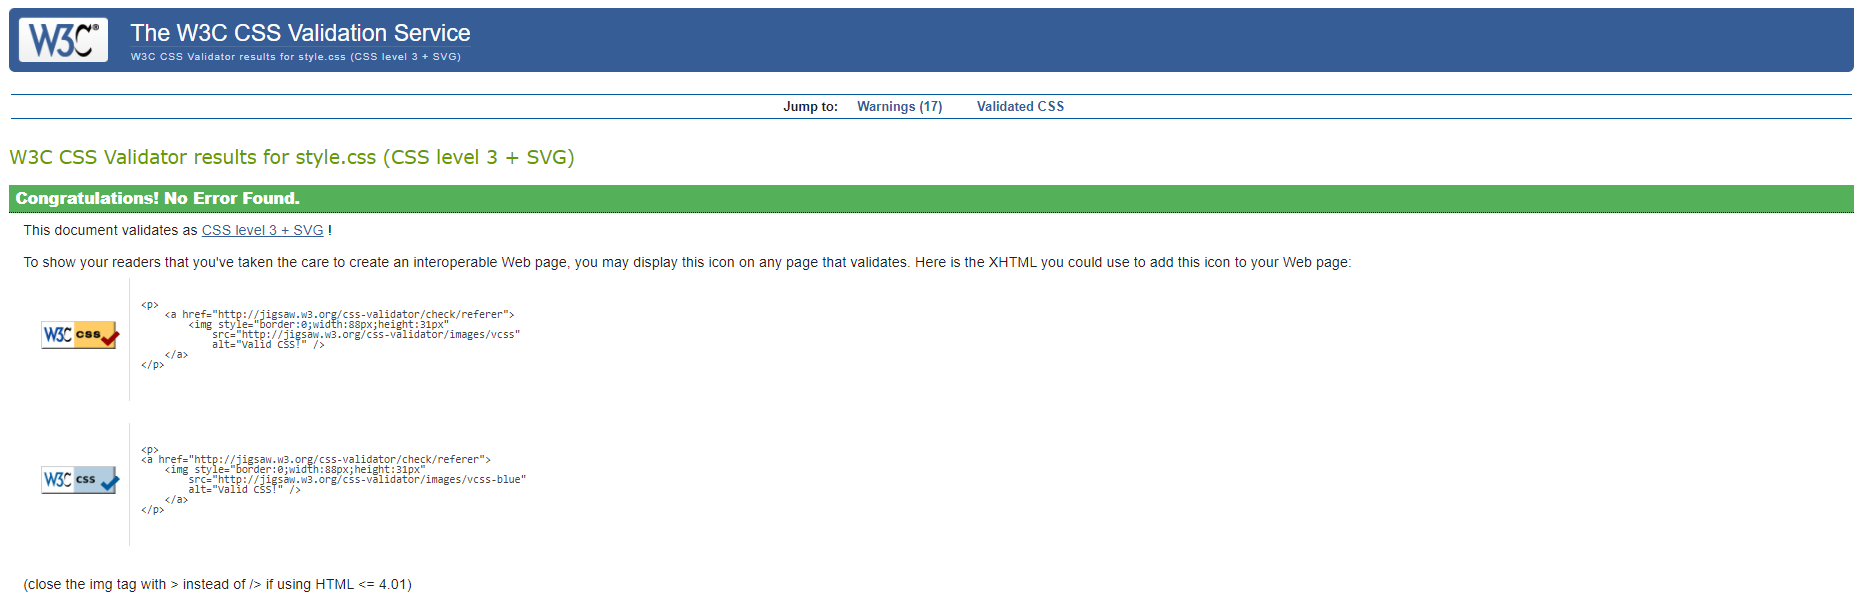 W3C® The W3C CSS Validation Service
W3C CSS Validator results for style.css (CSS level 3 + SVG)
Jump to: Warnings (17) Validated CSS
W3C CSS Validator results for style.css (CSS level 3 + SVG)
Congratulations! No Error Found.
This document validates as CSS level 3 + SVG !
To show your readers that you've taken the care to create an interoperable Web page, you may display this icon on any page that validates. Here is the XHTML you could use to add this icon to your Web page:
W3C css
<p>
<a href="http://jigsaw.w3.org/css-validator/check/referer">
<img style="border:0;width:88px;height:31px"
src="http://jigsaw.w3.org/css-validator/images/vcss"
alt="Valid CSS!" />
</a>
</p>
W3C css
<p>
<a href="http://jigsaw.w3.org/css-validator/check/referer">
<img style="border:0;width:88px;height:31px"
src="http://jigsaw.w3.org/css-validator/images/vcss-blue"
alt="Valid CSS!" />
</a>
</p>
(close the img tag with > instead of /> if using HTML <= 4.01)